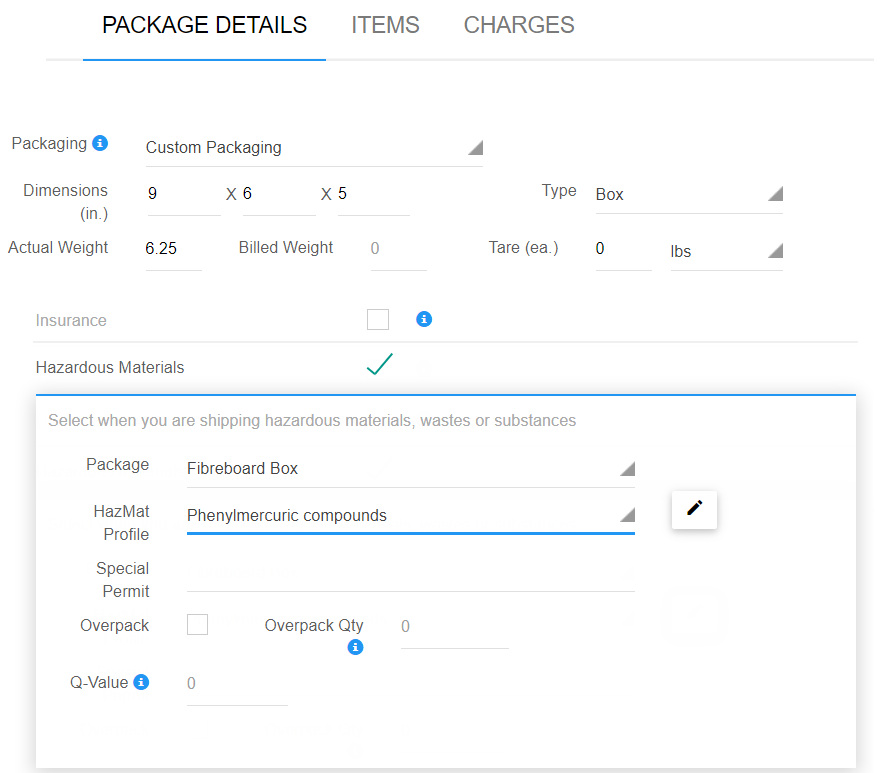 PACKAGE DETAILS ITEMS CHARGES
Packaging Custom Packaging
Dimensions (in.) 9 X 6 X 5 Type Box
Actual Weight 6.25 Billed Weight 0 Tare (ea.) 0 lbs
Insurance
Hazardous Materials
Select when you are shipping hazardous materials, wastes or substances
Package Fibreboard Box
HazMat Profile Phenylmercuric compounds
Special Permit
Overpack Overpack Qty 0
Q-Value 0